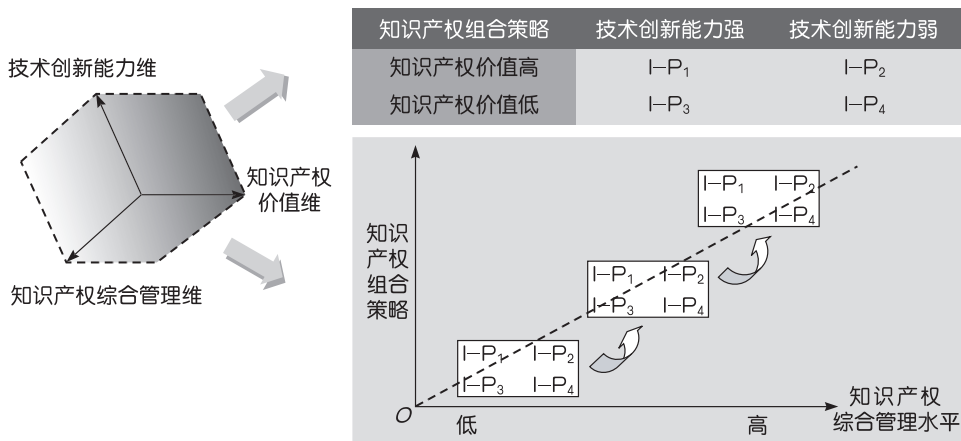 技术创新能力维
知识产权
价值维
知识产权综合管理维
知识产权组合策略 技术创新能力强 技术创新能力弱
知识产权价值高 I–P₁ I–P₂
知识产权价值低 I–P₃ I–P₄
知识
产权
组合
策略
I–P₁ I–P₂
I–P₃ I–P₄
I–P₁ I–P₂
I–P₃ I–P₄
I–P₁ I–P₂
I–P₃ I–P₄
O
低
高
知识产权
综合管理水平